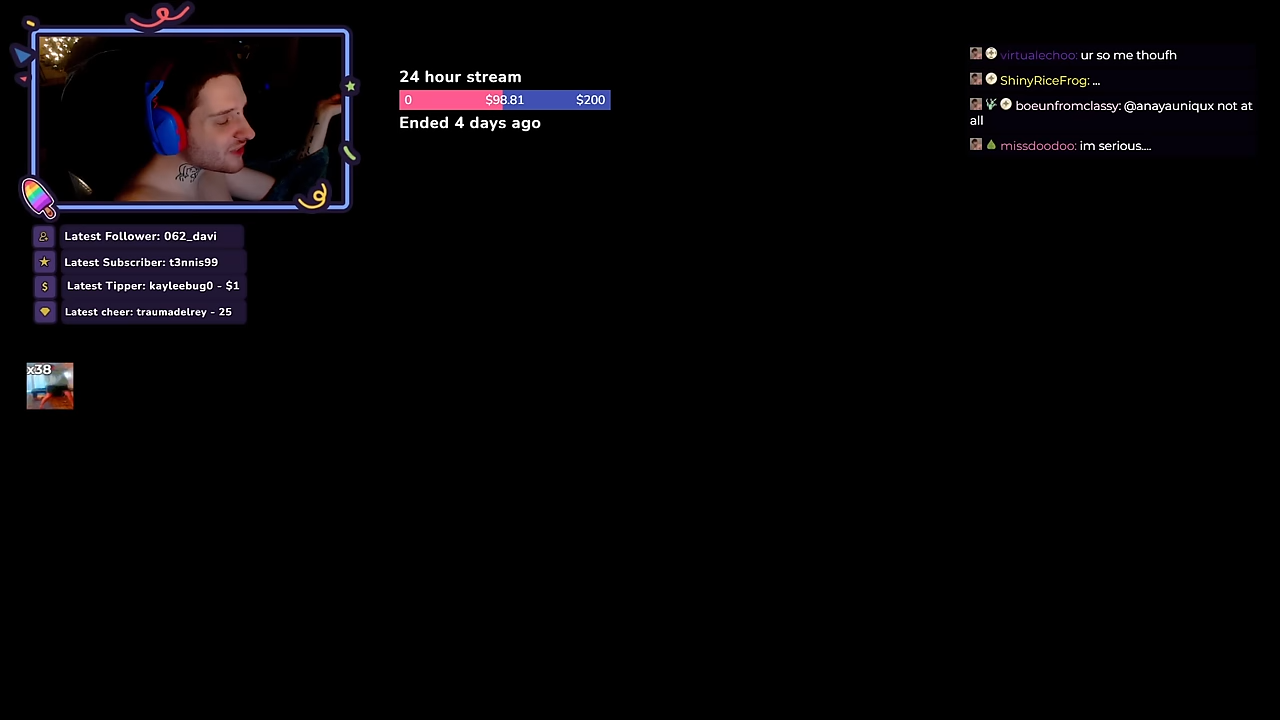 24 hour stream
0 $98.81 $200
Ended 4 days ago
Latest Follower: 062_davi
Latest Subscriber: t3nnis99
Latest Tipper: kayleebug0 - $1
Latest cheer: traumadelrey - 25
x38
virtualechoo: ur so me thoufh
ShinyRiceFrog: ...
boeunfromclassy: @anayauniqux not at
all
missdoodoo: im serious....